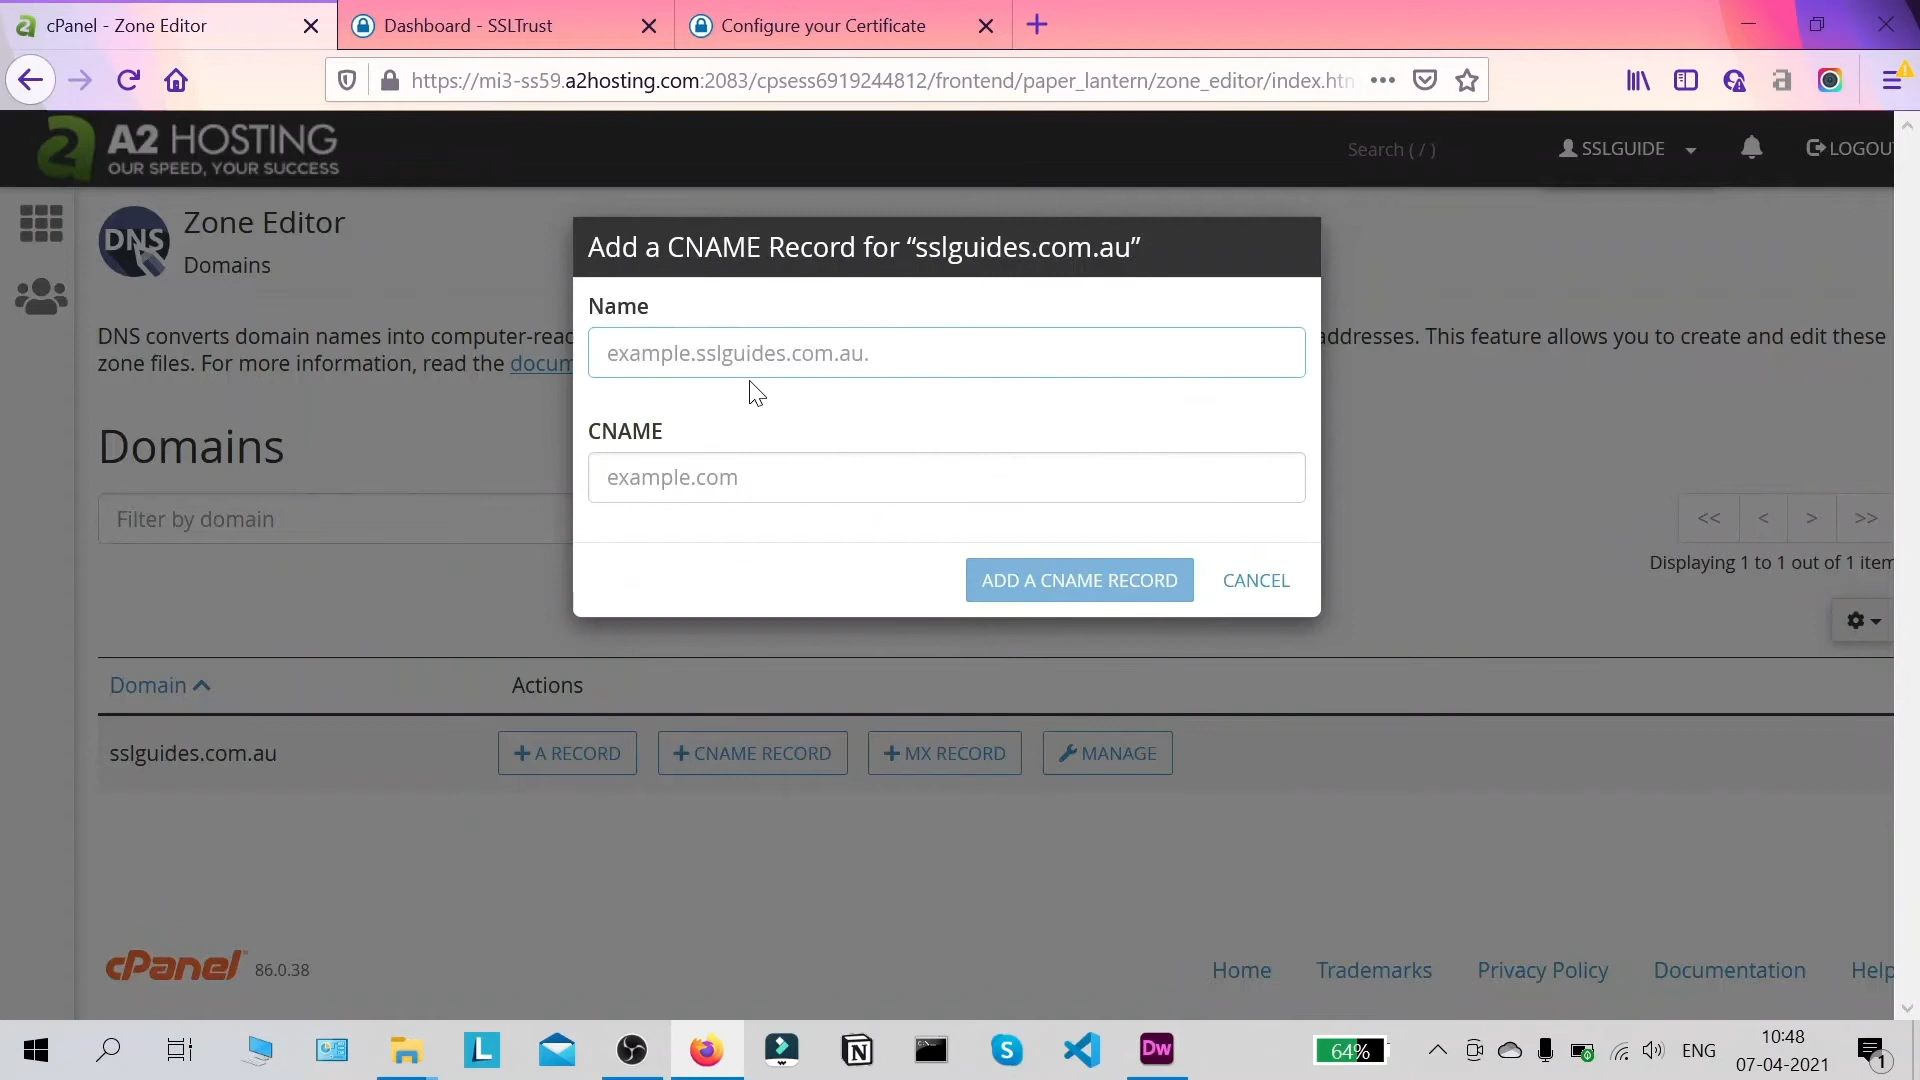 cPanel - Zone Editor
Dashboard - SSLTrust
Configure your Certificate
https://mi3-ss59.a2hosting.com:2083/cpsess6919244812/frontend/paper_lantern/zone_editor/index.htm
A2 HOSTING
OUR SPEED, YOUR SUCCESS
Search ( / )
SSLGUIDE
LOGOU
DNS
Zone Editor
Domains
Add a CNAME Record for “sslguides.com.au”
Name
example.sslguides.com.au.
DNS converts domain names into computer-rea
addresses. This feature allows you to create and edit these
zone files. For more information, read the docum
CNAME
example.com
Domains
Filter by domain
<< < > >>
Displaying 1 to 1 out of 1 item
ADD A CNAME RECORD
CANCEL
Domain
Actions
sslguides.com.au
A RECORD
CNAME RECORD
MX RECORD
MANAGE
cPanel 86.0.38
Home
Trademarks
Privacy Policy
Documentation
Help
L
N
S
Dw
64%
ENG
10:48
07-04-2021
1